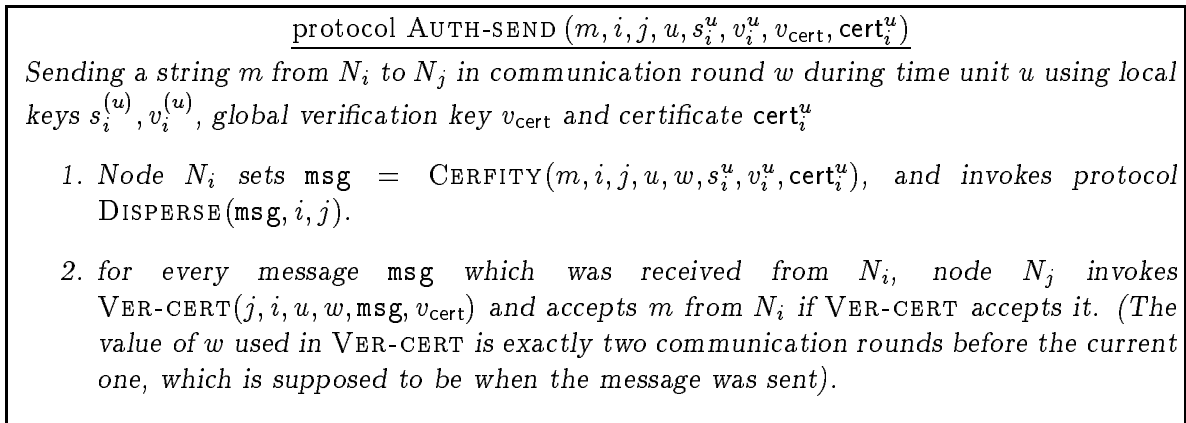 protocol AUTH-SEND (m, i, j, u, s_i^u, v_i^u, v_cert, cert_i^u)
Sending a string m from N_i to N_j in communication round w during time unit u using local
keys s_i^(u), v_i^(u), global verification key v_cert and certificate cert_i^u
1. Node N_i sets msg = CERFITY(m, i, j, u, w, s_i^u, v_i^u, cert_i^u), and invokes protocol
DISPERSE(msg, i, j).
2. for every message msg which was received from N_i, node N_j invokes
VER-CERT(j, i, u, w, msg, v_cert) and accepts m from N_i if VER-CERT accepts it. (The
value of w used in VER-CERT is exactly two communication rounds before the current
one, which is supposed to be when the message was sent).